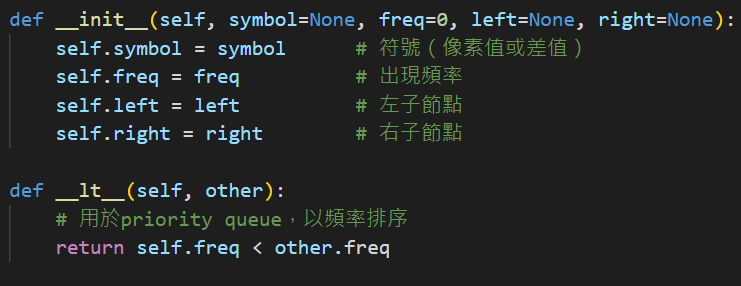 def __init__(self, symbol=None, freq=0, left=None, right=None):
    self.symbol = symbol      # 符號（像素值或差值）
    self.freq = freq          # 出現頻率
    self.left = left          # 左子節點
    self.right = right        # 右子節點
def __lt__(self, other):
    # 用於priority queue，以頻率排序
    return self.freq < other.freq